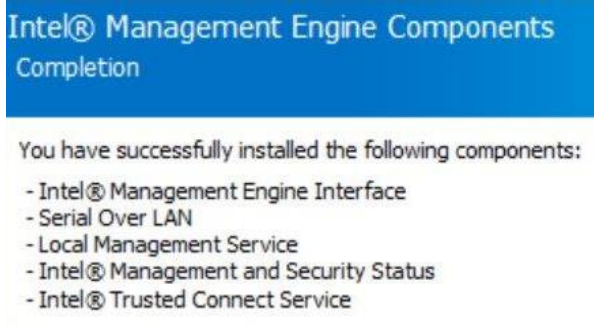 Intel® Management Engine Components
Completion
You have successfully installed the following components:
- Intel® Management Engine Interface
- Serial Over LAN
- Local Management Service
- Intel® Management and Security Status
- Intel® Trusted Connect Service